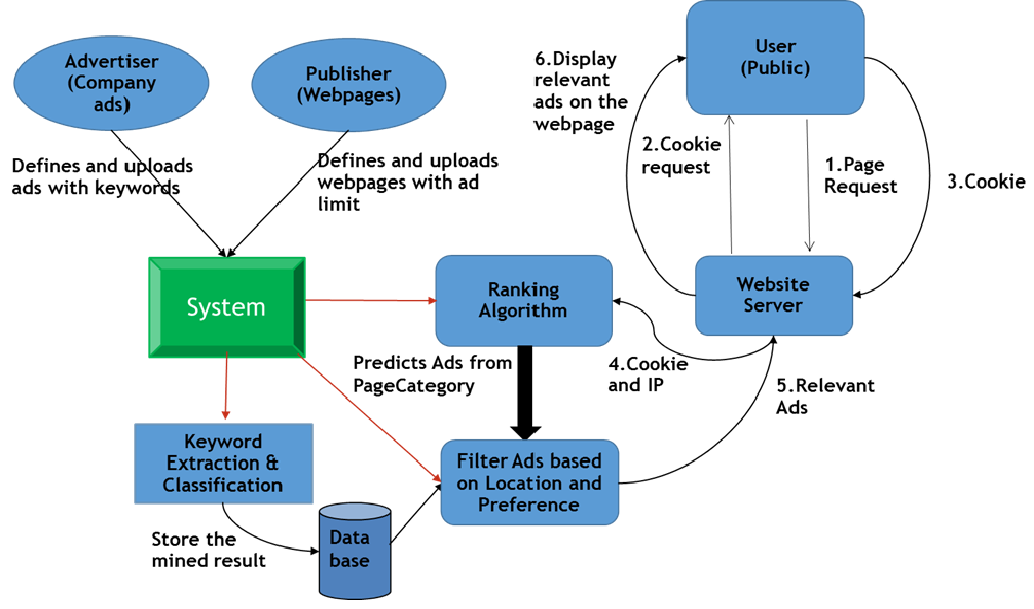 Advertiser
(Company
ads)
Publisher
(Webpages)
6.Display
relevant
ads on the
webpage
User
(Public)
Defines and uploads
ads with keywords
Defines and uploads
webpages with ad
limit
2.Cookie
request
1.Page
Request
3.Cookie
System
Ranking
Algorithm
Website
Server
Predicts Ads from
PageCategory
4.Cookie
and IP
5.Relevant
Ads
Keyword
Extraction &
Classification
Filter Ads based
on Location and
Preference
Store the
mined result
Data
base